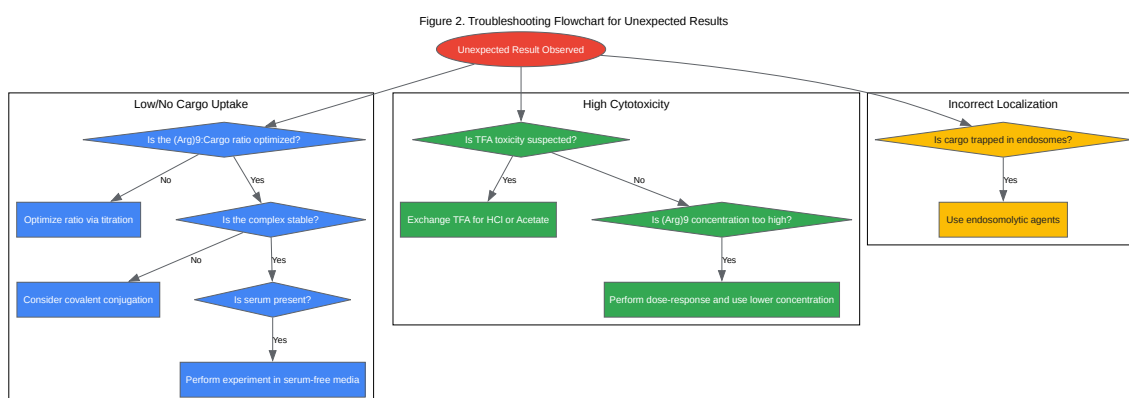 Figure 2. Troubleshooting Flowchart for Unexpected Results
Unexpected Result Observed
Low/No Cargo Uptake
Is the (Arg)9:Cargo ratio optimized?
No
Yes
Optimize ratio via titration
Is the complex stable?
No
Yes
Consider covalent conjugation
Is serum present?
Yes
Perform experiment in serum-free media
High Cytotoxicity
Is TFA toxicity suspected?
Yes
No
Exchange TFA for HCl or Acetate
Is (Arg)9 concentration too high?
Yes
Perform dose-response and use lower concentration
Incorrect Localization
Is cargo trapped in endosomes?
Yes
Use endosomolytic agents